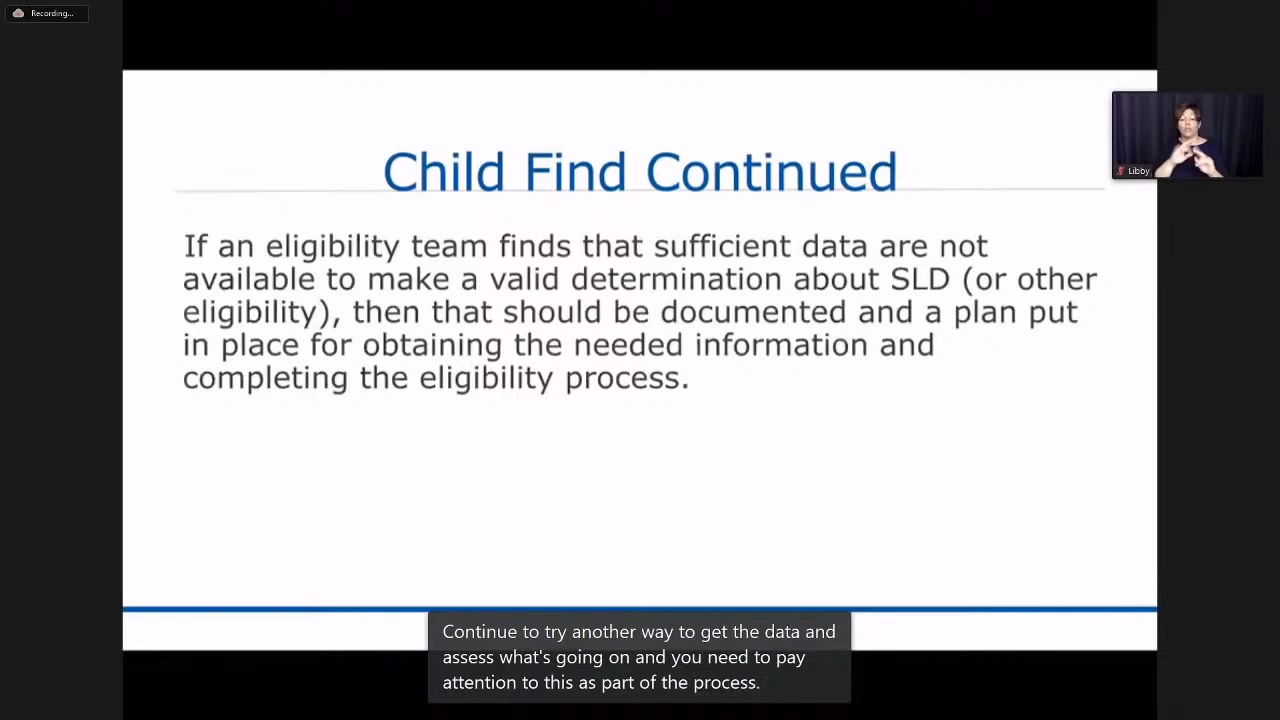 Recording...
Child Find Continued
Libby
If an eligibility team finds that sufficient data are not
available to make a valid determination about SLD (or other
eligibility), then that should be documented and a plan put
in place for obtaining the needed information and
completing the eligibility process.
Continue to try another way to get the data and
assess what's going on and you need to pay
attention to this as part of the process.